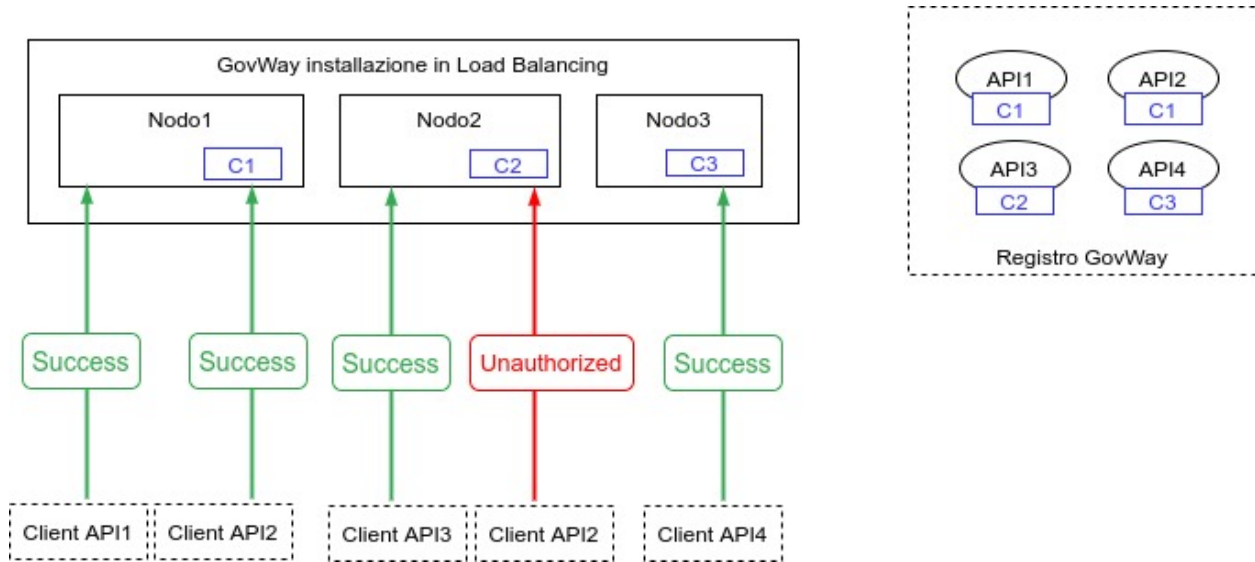 GovWay installazione in Load Balancing
Nodo1
C1
Nodo2
C2
Nodo3
C3
Success
Success
Success
Unauthorized
Success
Client API1
Client API2
Client API3
Client API2
Client API4
API1
C1
API2
C1
API3
C2
API4
C3
Registro GovWay